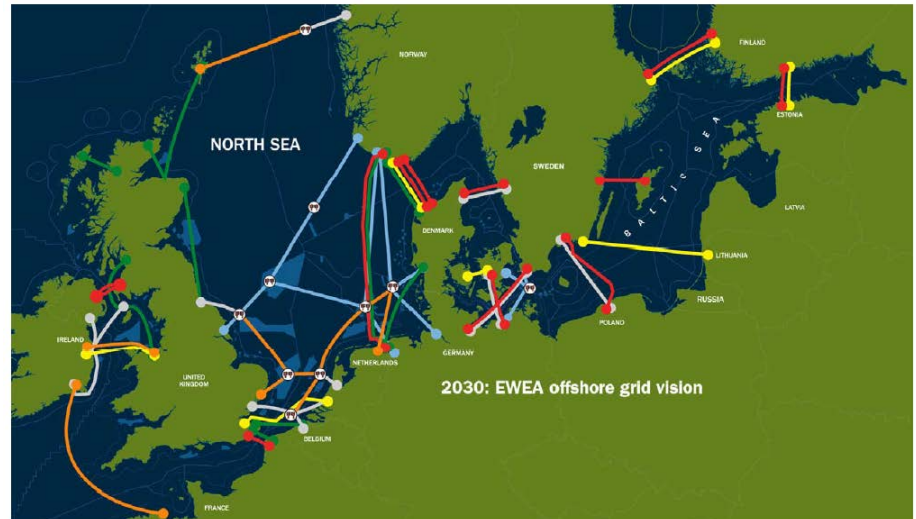 NORWAY
FINLAND
NORTH SEA
ESTONIA
SWEDEN
BALTIC SEA
LATVIA
DENMARK
LITHUANIA
RUSSIA
IRELAND
POLAND
UNITED
KINGDOM
NETHERLANDS
GERMANY
2030: EWEA offshore grid vision
BELGIUM
FRANCE